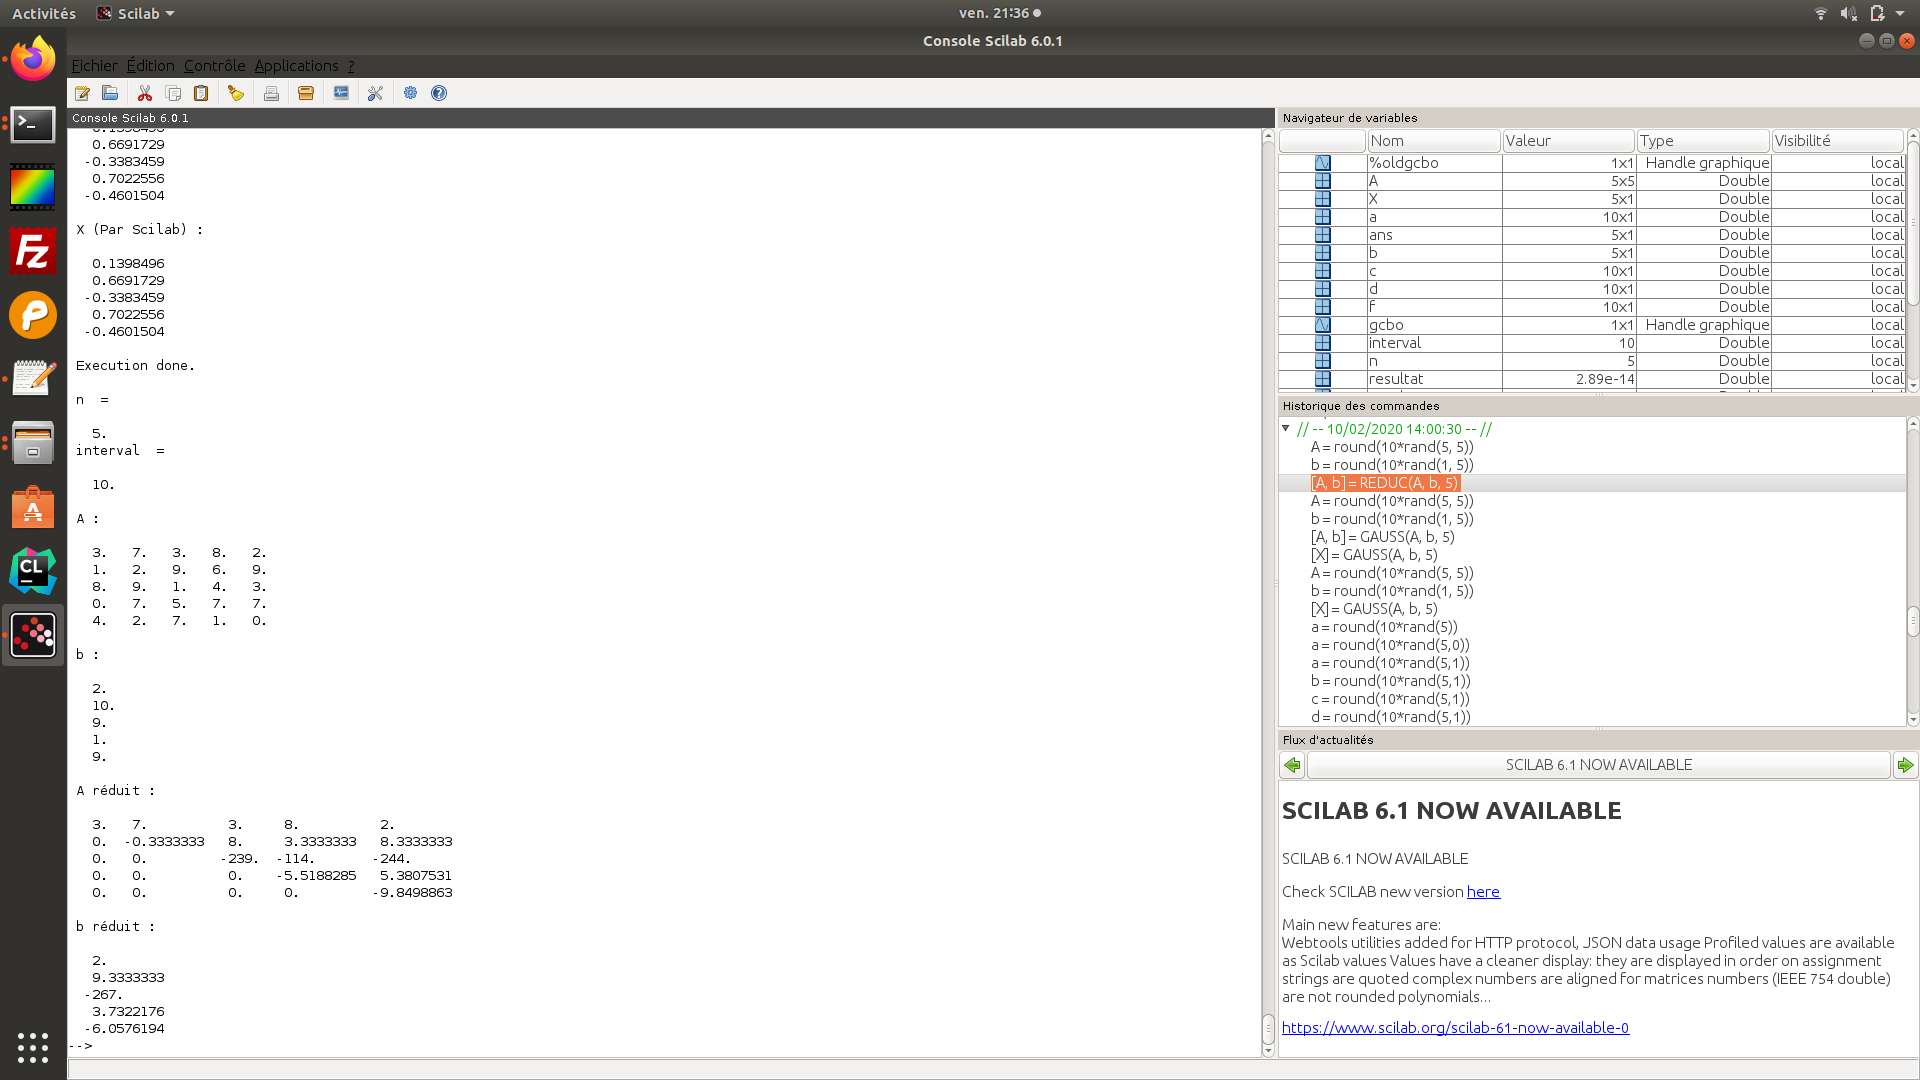 Activités
Scilab
ven. 21:36
Console Scilab 6.0.1
Fichier Édition Contrôle Applications ?
Console Scilab 6.0.1
0.6691729
-0.3383459
0.7022556
-0.4601504
X (Par Scilab) :
0.1398496
0.6691729
-0.3383459
0.7022556
-0.4601504
Execution done.
n =
5.
interval =
10.
A :
3. 7. 3. 8. 2.
1. 2. 9. 6. 9.
8. 9. 1. 4. 3.
0. 7. 5. 7. 7.
4. 2. 7. 1. 0.
b :
2.
10.
9.
1.
9.
A réduit :
3. 7. 3. 8. 2.
0. -0.3333333 8. 3.3333333 8.3333333
0. 0. -239. -114. -244.
0. 0. 0. -5.5188285 5.3807531
0. 0. 0. 0. -9.8498863
b réduit :
2.
9.3333333
-267.
3.7322176
-6.0576194
-->
Navigateur de variables
Nom Valeur Type Visibilité
%oldgcbo 1x1 Handle graphique local
A 5x5 Double local
X 5x1 Double local
a 10x1 Double local
ans 5x1 Double local
b 5x1 Double local
c 10x1 Double local
d 10x1 Double local
f 10x1 Double local
gcbo 1x1 Handle graphique local
interval 10 Double local
n 5 Double local
resultat 2.89e-14 Double local
Historique des commandes
// -- 10/02/2020 14:00:30 -- //
A = round(10*rand(5, 5))
b = round(10*rand(1, 5))
[A, b] = REDUC(A, b, 5)
A = round(10*rand(5, 5))
b = round(10*rand(1, 5))
[A, b] = GAUSS(A, b, 5)
[X] = GAUSS(A, b, 5)
A = round(10*rand(5, 5))
b = round(10*rand(1, 5))
[X] = GAUSS(A, b, 5)
a = round(10*rand(5))
a = round(10*rand(5,0))
a = round(10*rand(5,1))
b = round(10*rand(5,1))
c = round(10*rand(5,1))
d = round(10*rand(5,1))
Flux d'actualités
SCILAB 6.1 NOW AVAILABLE
SCILAB 6.1 NOW AVAILABLE
SCILAB 6.1 NOW AVAILABLE
Check SCILAB new version here
Main new features are:
Webtools utilities added for HTTP protocol, JSON data usage Profiled values are available
as Scilab values Values have a cleaner display: they are displayed in order on assignment
strings are quoted complex numbers are aligned for matrices numbers (IEEE 754 double)
are not rounded polynomials...
https://www.scilab.org/scilab-61-now-available-0